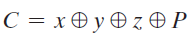 C = x ⊕ y ⊕ z ⊕ P